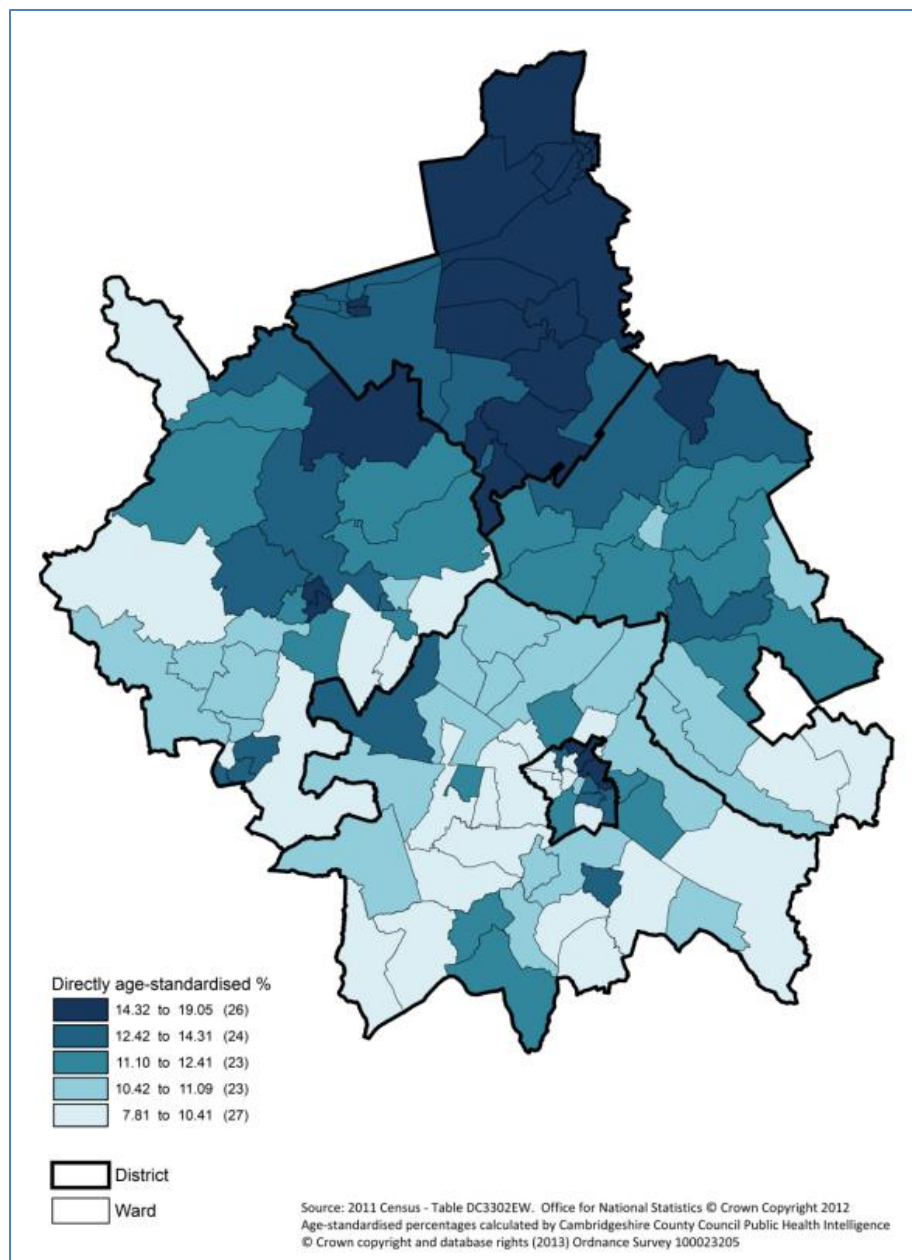 Directly age-standardised %
14.32 to 19.05 (26)
12.42 to 14.31 (24)
11.10 to 12.41 (23)
10.42 to 11.09 (23)
7.81 to 10.41 (27)
District
Ward
Source: 2011 Census - Table DC3302EW. Office for National Statistics © Crown Copyright 2012
Age-standardised percentages calculated by Cambridgeshire County Council Public Health Intelligence
© Crown copyright and database rights (2013) Ordnance Survey 100023205